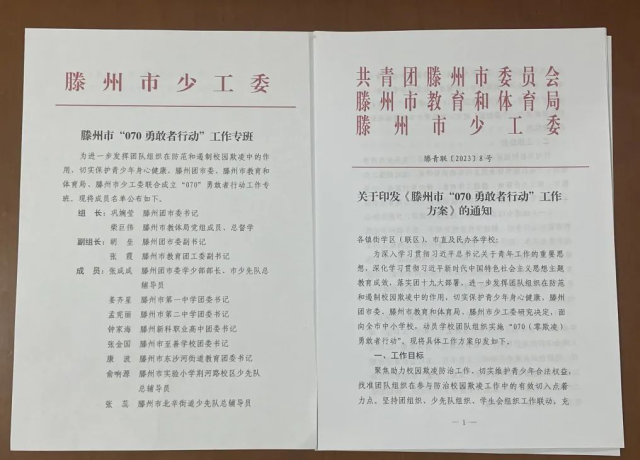 滕州市少工委
滕州市“070 勇敢者行动”工作专班
为进一步发挥团组织在防范和遏制校园欺凌中的作
用，切实保护青少年身心健康，滕州团市委、滕州市教育和
体育局、滕州市少工委联合成立“070”勇敢者行动工作专
班。现将成员名单公布如下。
组 长：巩婉莹 滕州团市委书记
荣巨伟 滕州市教体局党组成员、总督学
副组长：胡 奎 滕州团市委副书记
张 霞 滕州市教育团工委副书记
成 员：张成成 滕州团市委学少部部长、市少先队总
辅导员
姜齐星 滕州市第一中学团委书记
孟宪丽 滕州市第二中学团委书记
钟家海 滕州新科职业高中团委书记
张金国 滕州市至善学校团委书记
康 波 滕州市东沙河街道教育团委书记
俞响源 滕州市实验小学荆河路校区少先队
总辅导员
张 蕊 滕州市北辛街道少先队总辅导员
共青团滕州市委员会
滕州市教育和体育局
滕州市少工委
滕青联〔2023〕8 号
关于印发《滕州市“070 勇敢者行动”工作
方案》的通知
各镇街学区（联区）、市直及民办各学校：
为深入学习贯彻习近平总书记关于青年工作的重要思
想，深化学习贯彻习近平新时代中国特色社会主义思想主题
教育成效，落实团十九大部署，进一步发挥团组织在防范
和遏制校园欺凌中的作用，切实保护青少年身心健康，滕州
团市委、滕州市教育和体育局、滕州市少工委研究决定，面
向全市中小学校，动员学校团组织实施“070（零欺凌）
勇敢者行动”。现将具体工作方案印发如下。
一、工作目标
聚焦助力校园欺凌防治工作、切实维护青少年合法权益，
找准团组织在参与防治校园欺凌工作中的有效切入点着
力点。坚持团组织、少先队组织、学生会组织工作联动，充
— 1 —